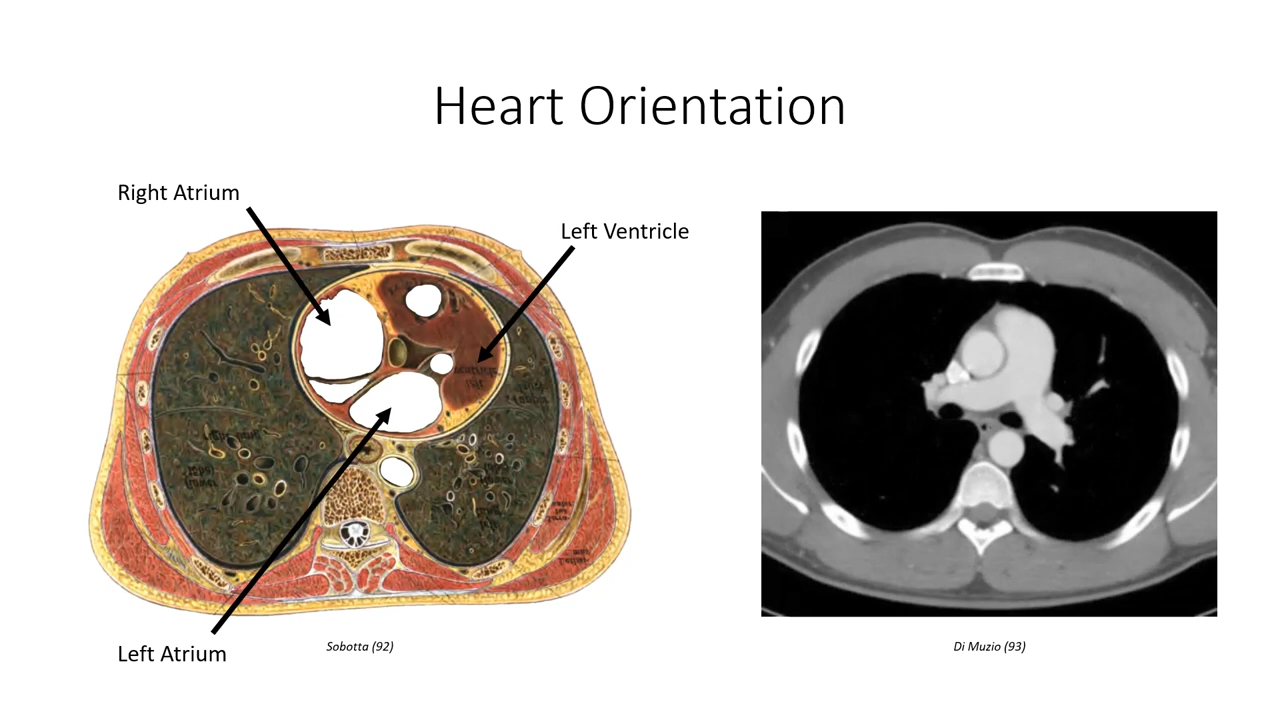 Heart Orientation
Right Atrium
Left Ventricle
Left Atrium
Sobotta (92)
Di Muzio (93)